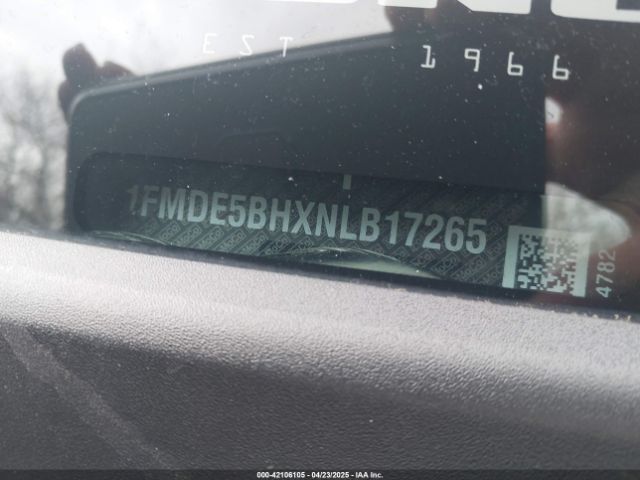 EST 1966
1FMDE5BHXNLB17265
4782
000-42106105 - 04/23/2025 - IAA Inc.